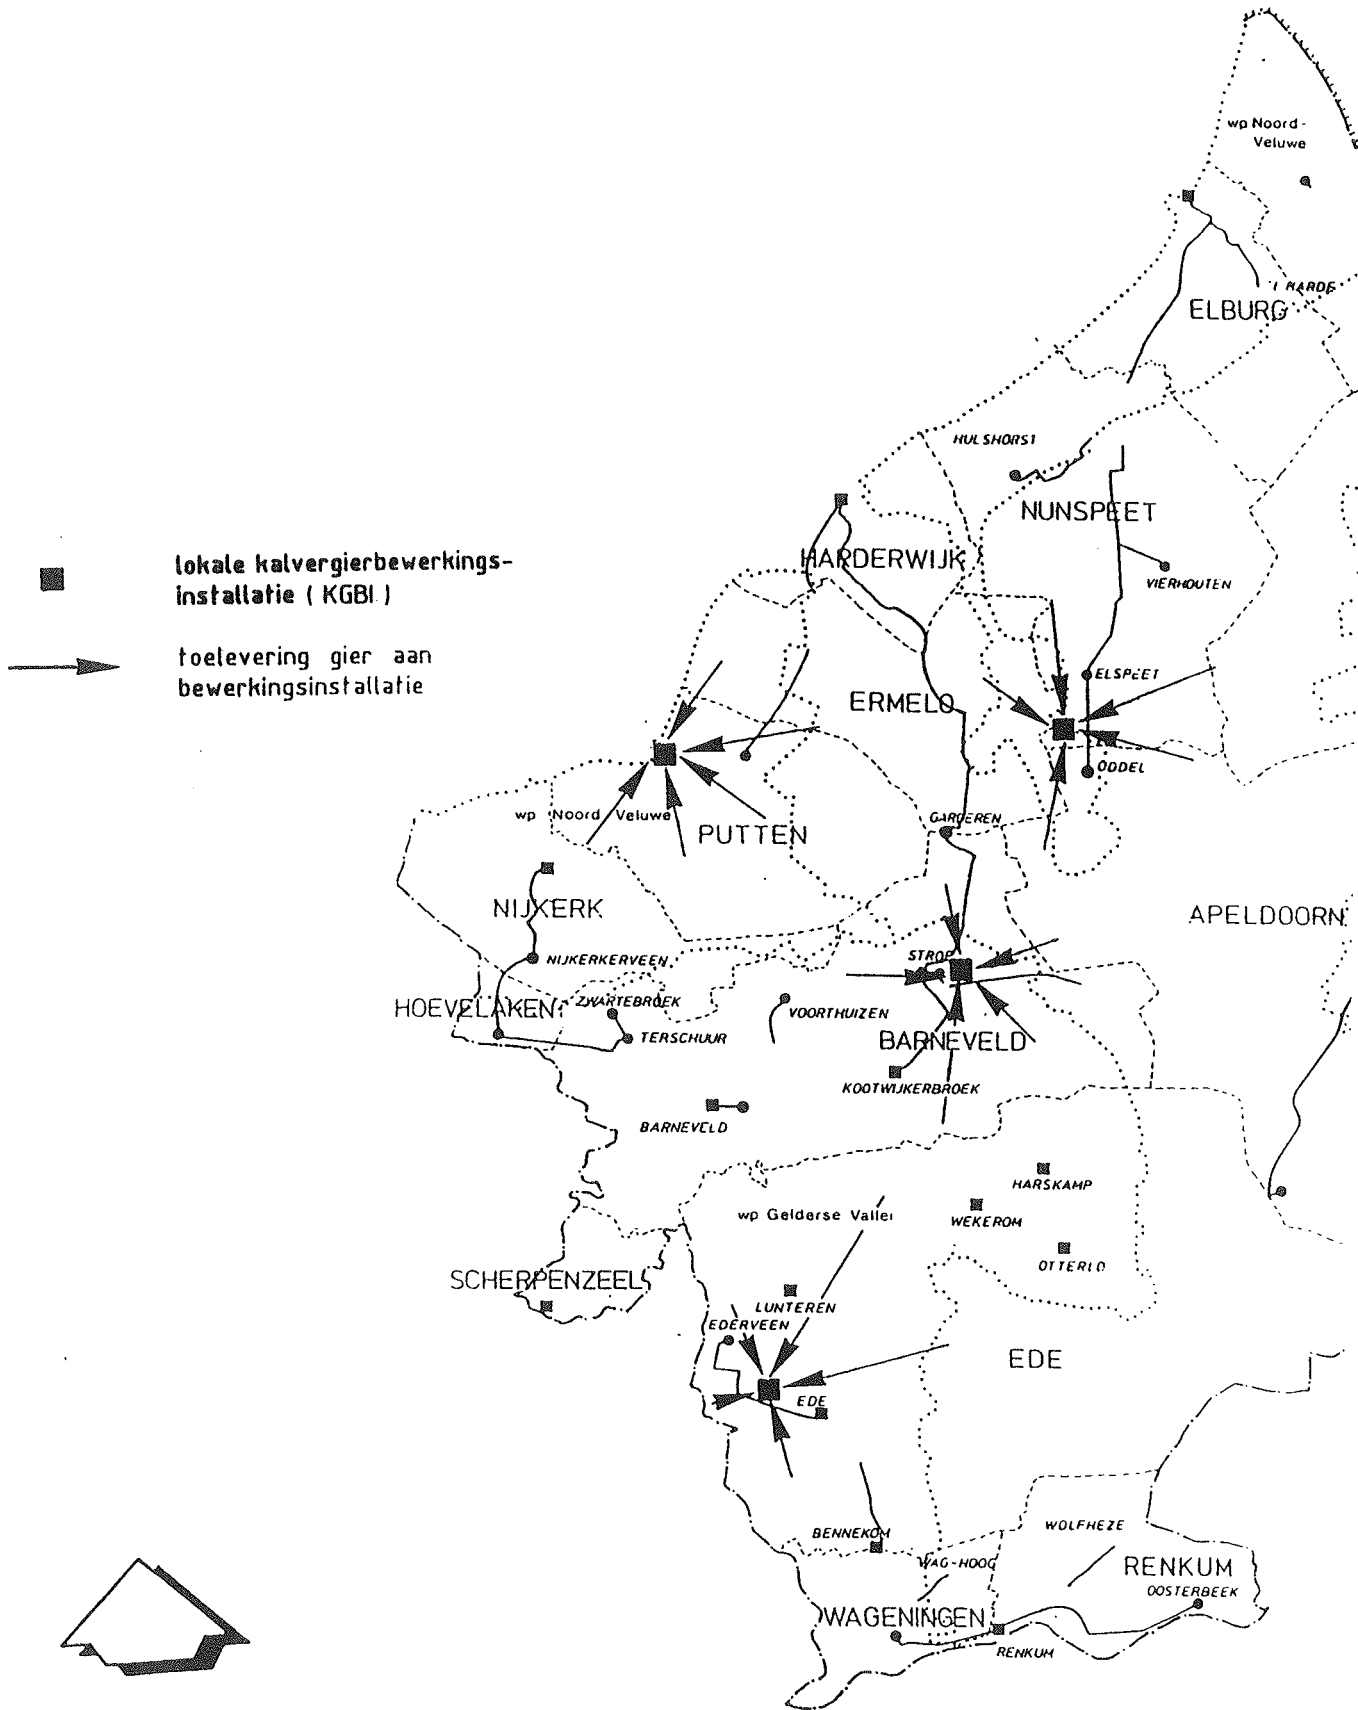 wp Noord-
Veluwe
ELBURG
HULSHORST
NUNSPEET
HARDERWIJK
VIERHOUTEN
lokale kalvergierbewerkings-
installatie ( KGBI )
toelevering gier aan
bewerkingsinstallatie
ELSPEET
ERMELO
ODDEL
wp Noord Veluwe
PUTTEN
GARDEREN
NIJKERK
APELDOORN
NIJKERKERVEEN
STROE
HOEVELAKEN
ZWARTEBROEK
VOORTHUIZEN
TERSCHUUR
BARNEVELD
KOOTWIJKERBROEK
BARNEVELD
HARSKAMP
wp Gelderse Vallei
WEKEROM
OTTERLO
SCHERPENZEEL
LUNTEREN
EDERVEEN
EDE
EDE
BENNEKOM
WOLFHEZE
WAG-HOOG
RENKUM
OOSTERBEEK
WAGENINGEN
RENKUM